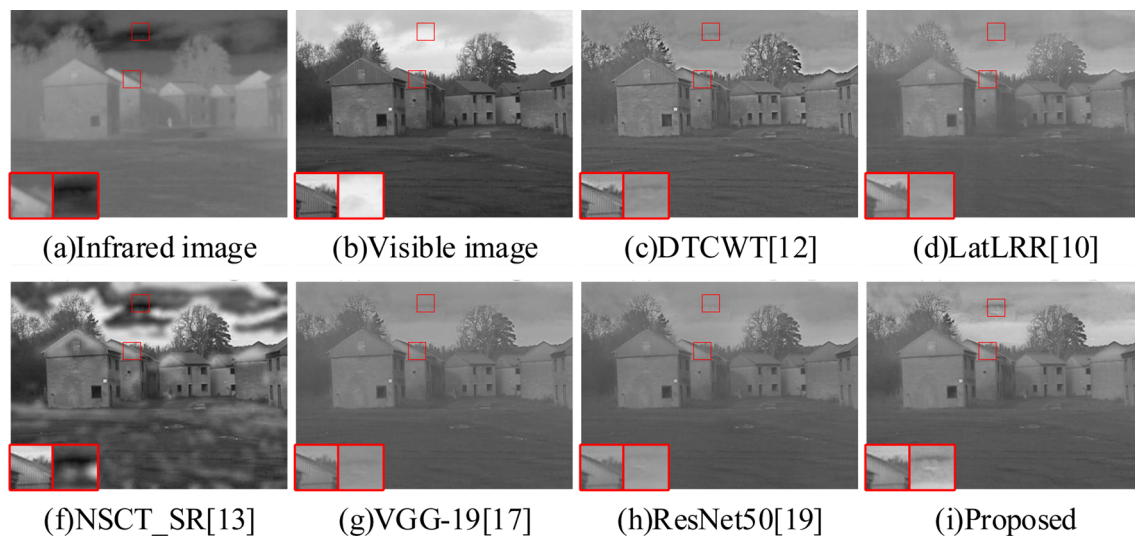 (a)Infrared image
(b)Visible image
(c)DTCWT[12]
(d)LatLRR[10]
(f)NSCT_SR[13]
(g)VGG-19[17]
(h)ResNet50[19]
(i)Proposed